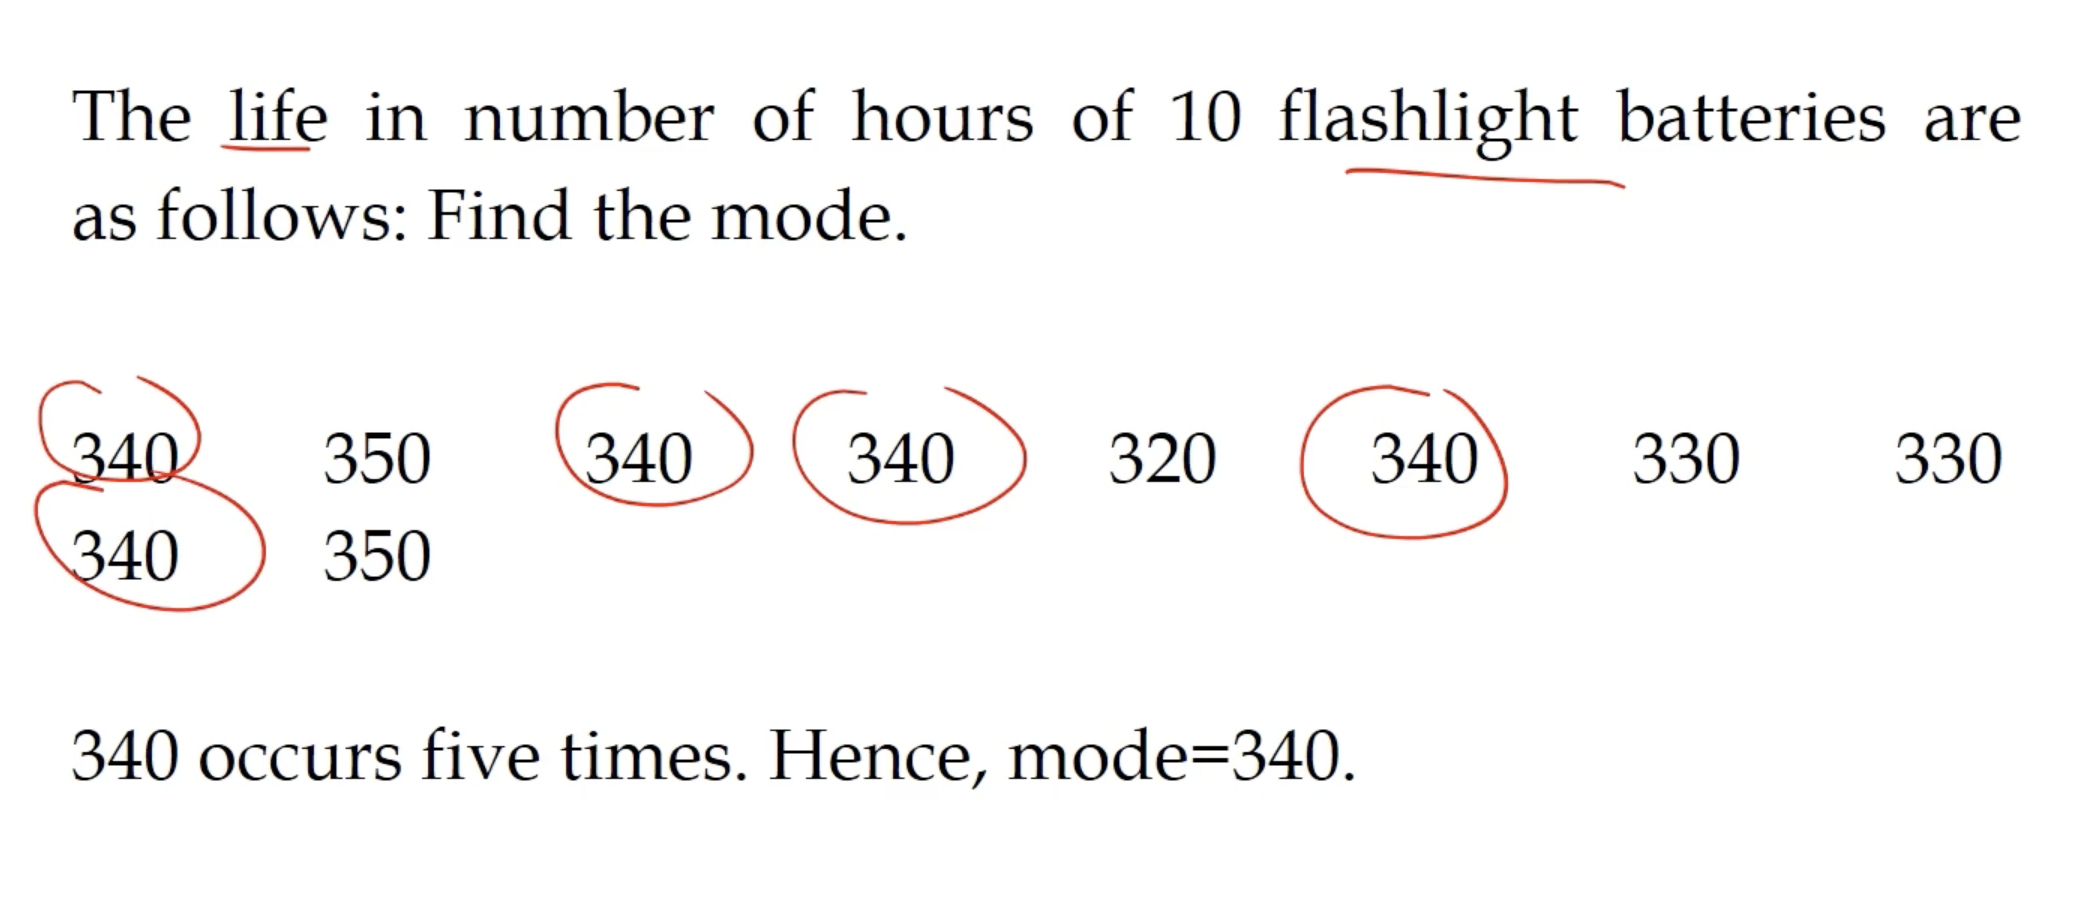 The life in number of hours of 10 flashlight batteries are
as follows: Find the mode.
340 350 340 340 320 340 330 330
340 350
340 occurs five times. Hence, mode=340.